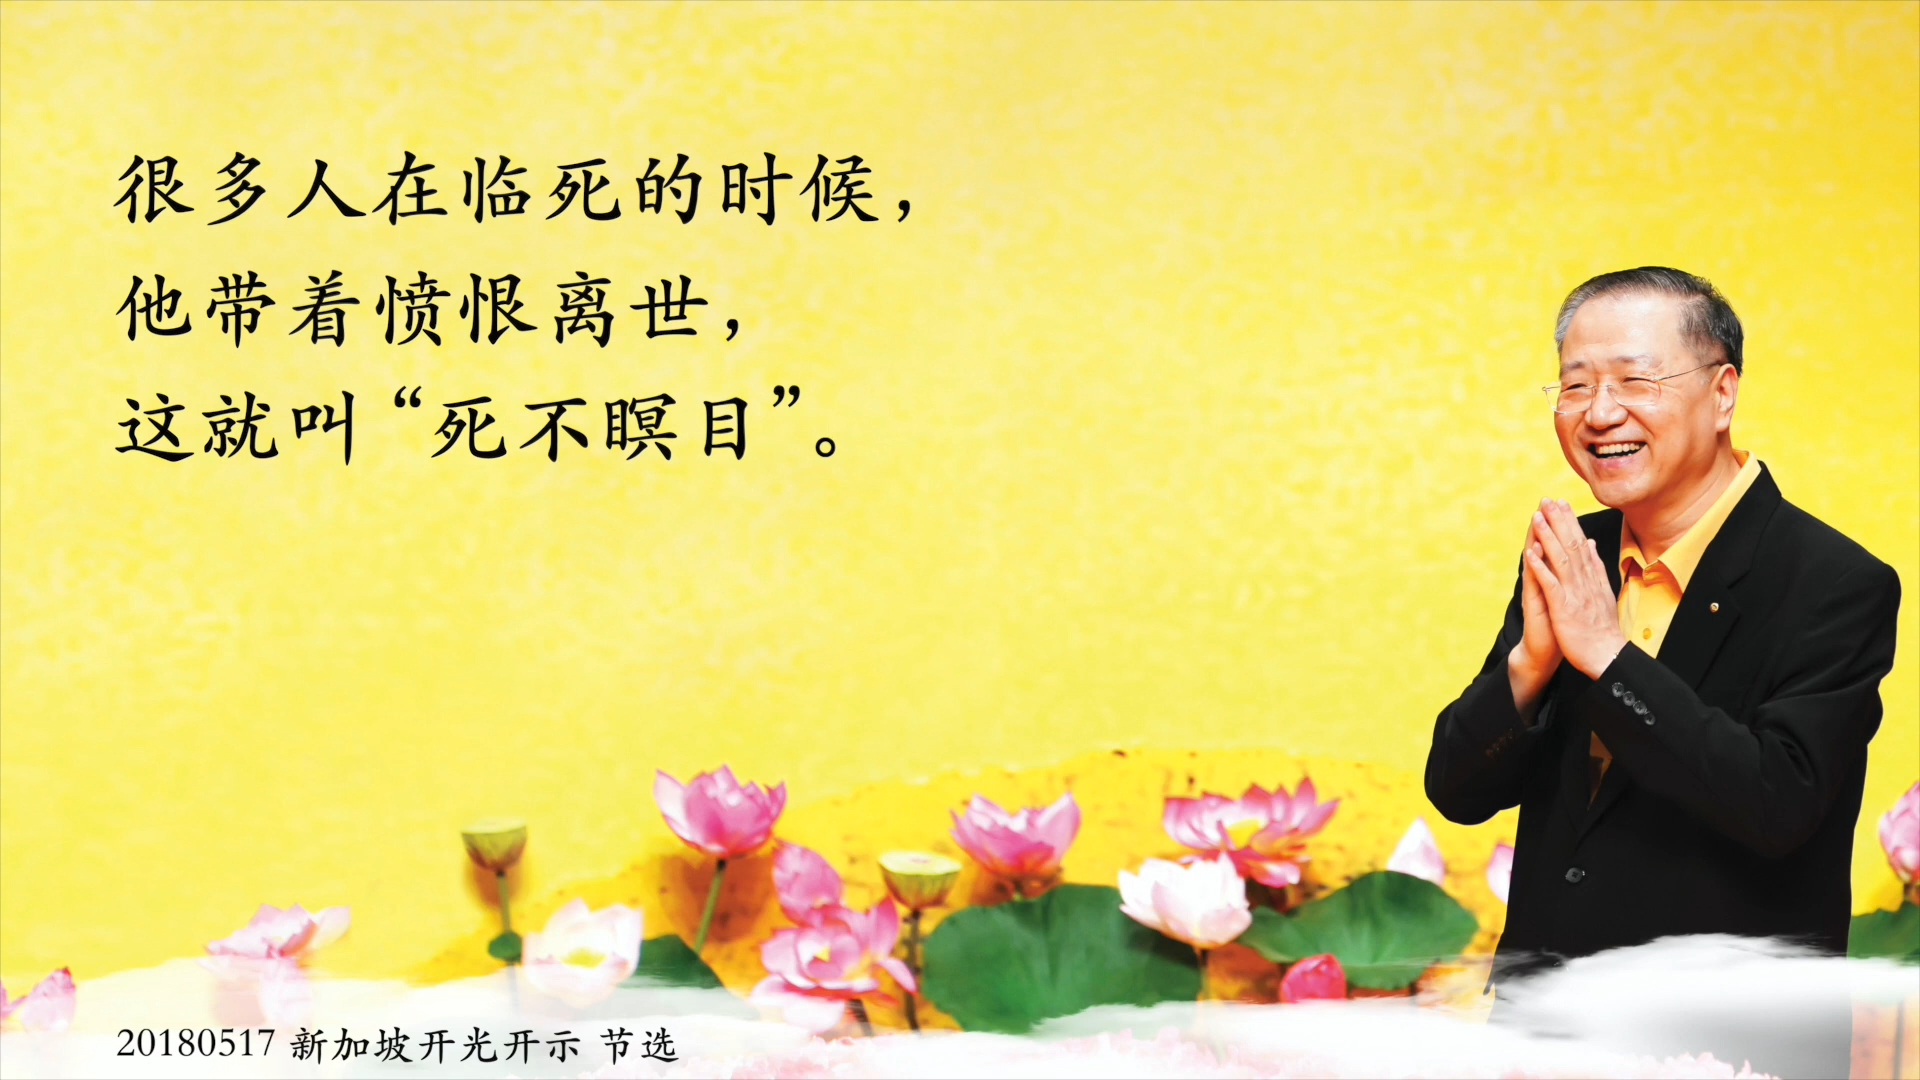 很多人在临死的时候，
他带着愤恨离世，
这就叫“死不瞑目”。
20180517 新加坡开光开示 节选